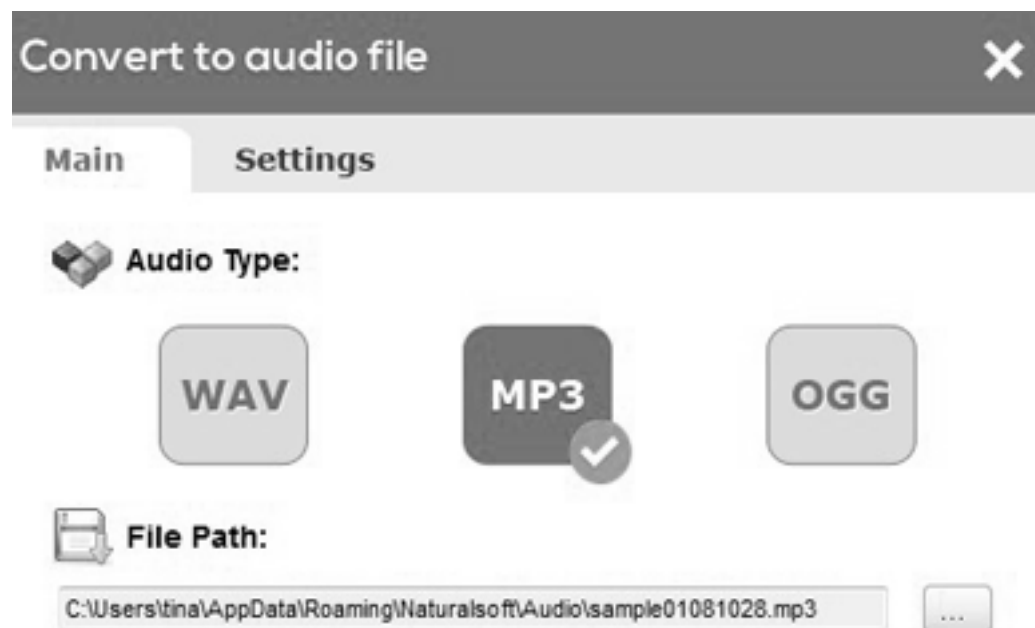 Convert to audio file
Main Settings
Audio Type:
WAV MP3 OGG
File Path:
C:\Users\tina\AppData\Roaming\Naturalsoft\Audio\sample01081028.mp3 ...